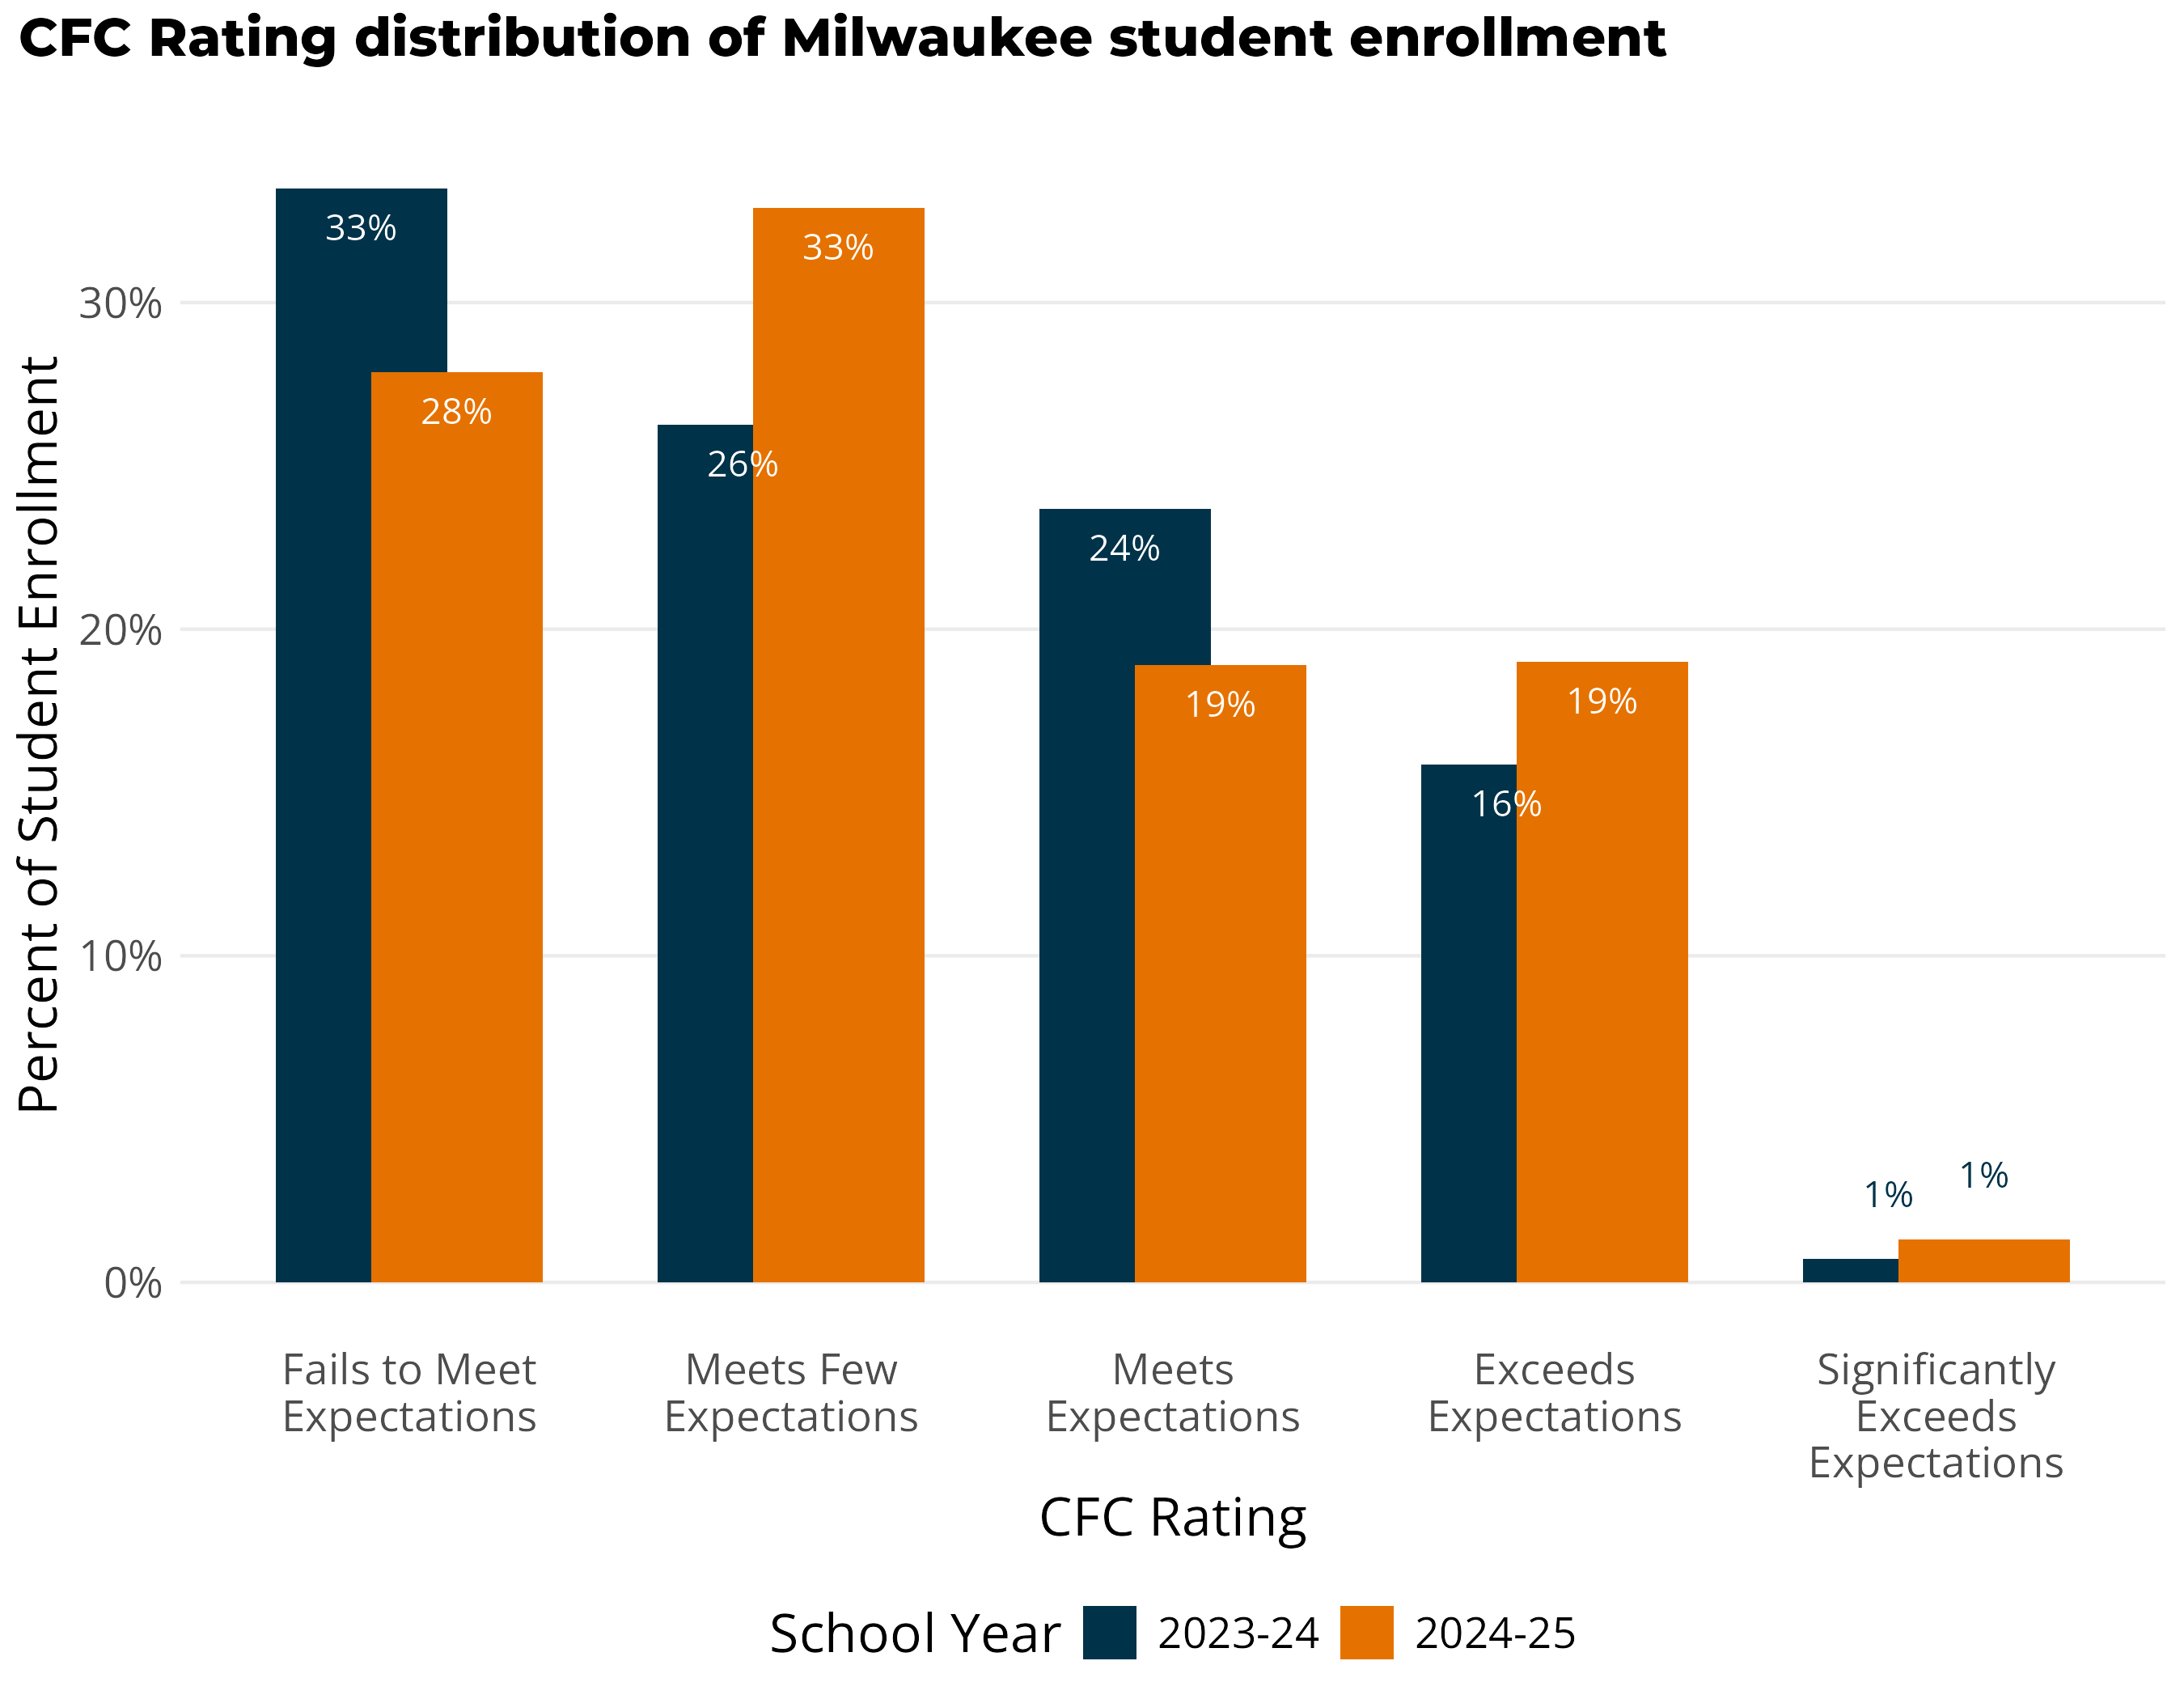 CFC Rating distribution of Milwaukee student enrollment
Percent of Student Enrollment
30%
20%
10%
0%
33%
28%
26%
33%
24%
19%
16%
19%
1%
1%
Fails to Meet
Expectations
Meets Few
Expectations
Meets
Expectations
Exceeds
Expectations
Significantly
Exceeds
Expectations
CFC Rating
School Year 2023-24 2024-25